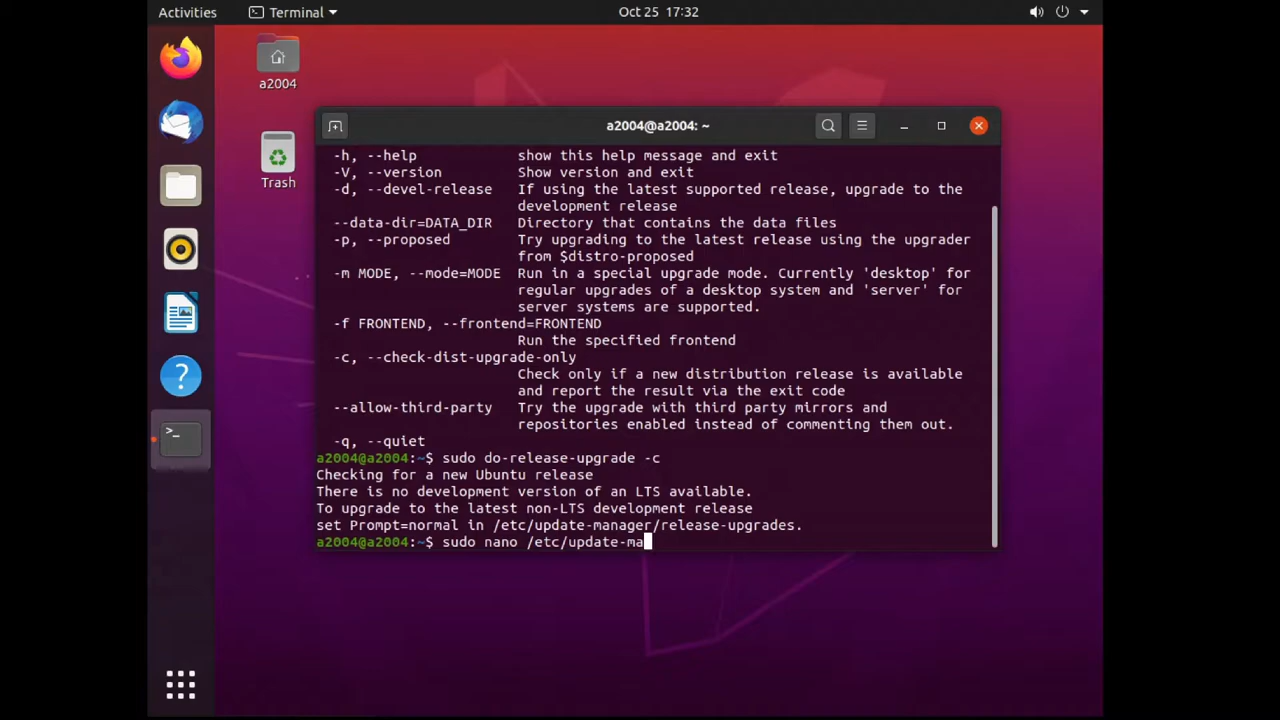 Activities
Terminal
Oct 25 17:32
a2004
Trash
a2004@a2004: ~
-h, --help show this help message and exit
-V, --version Show version and exit
-d, --devel-release If using the latest supported release, upgrade to the
development release
--data-dir=DATA_DIR Directory that contains the data files
-p, --proposed Try upgrading to the latest release using the upgrader
from $distro-proposed
-m MODE, --mode=MODE Run in a special upgrade mode. Currently 'desktop' for
regular upgrades of a desktop system and 'server' for
server systems are supported.
-f FRONTEND, --frontend=FRONTEND
Run the specified frontend
-c, --check-dist-upgrade-only
Check only if a new distribution release is available
and report the result via the exit code
--allow-third-party Try the upgrade with third party mirrors and
repositories enabled instead of commenting them out.
-q, --quiet
a2004@a2004:~$ sudo do-release-upgrade -c
Checking for a new Ubuntu release
There is no development version of an LTS available.
To upgrade to the latest non-LTS development release
set Prompt=normal in /etc/update-manager/release-upgrades.
a2004@a2004:~$ sudo nano /etc/update-ma